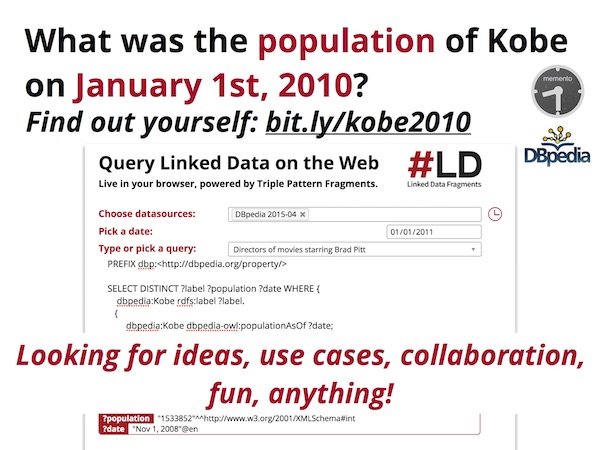 What was the population of Kobe
on January 1st, 2010?
Find out yourself: bit.ly/kobe2010
memento
DBpedia
Query Linked Data on the Web
Live in your browser, powered by Triple Pattern Fragments.
#LD
Linked Data Fragments
Choose datasources: DBpedia 2015-04 ×
Pick a date: 01/01/2011
Type or pick a query: Directors of movies starring Brad Pitt
PREFIX dbp:<http://dbpedia.org/property/>
SELECT DISTINCT ?label ?population ?date WHERE {
dbpedia:Kobe rdfs:label ?label.
{
dbpedia:Kobe dbpedia-owl:populationAsOf ?date;
Looking for ideas, use cases, collaboration,
fun, anything!
?population "1533852"^^http://www.w3.org/2001/XMLSchema#int
?date "Nov 1, 2008"@en